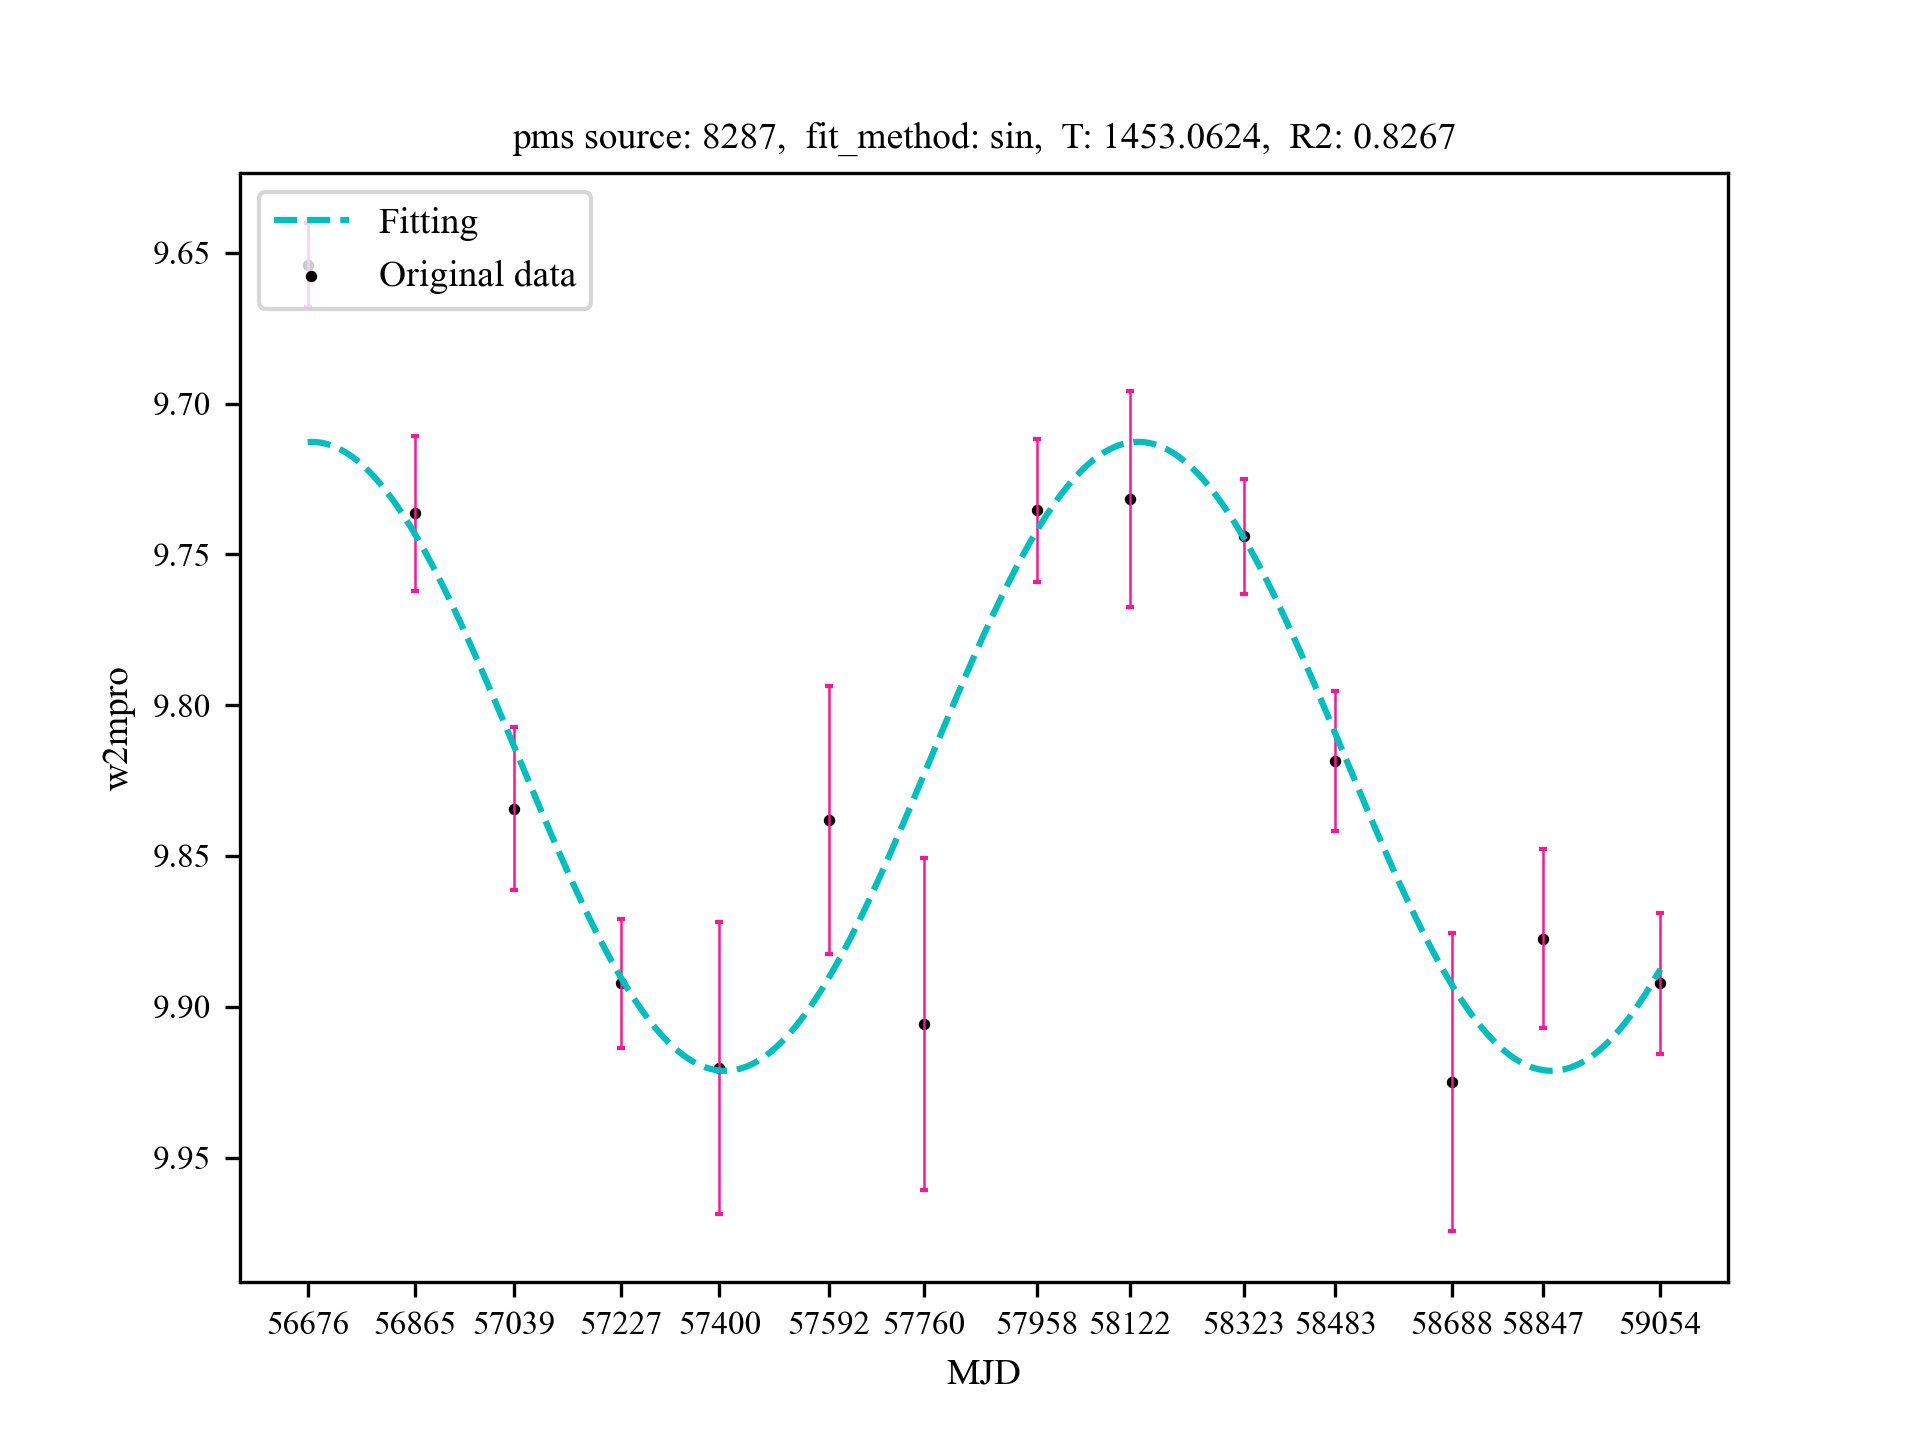 pms source: 8287, fit_method: sin, T: 1453.0624, R2: 0.8267
Fitting
Original data
9.65
9.70
9.75
9.80
9.85
9.90
9.95
w2mpro
56676 56865 57039 57227 57400 57592 57760 57958 58122 58323 58483 58688 58847 59054
MJD